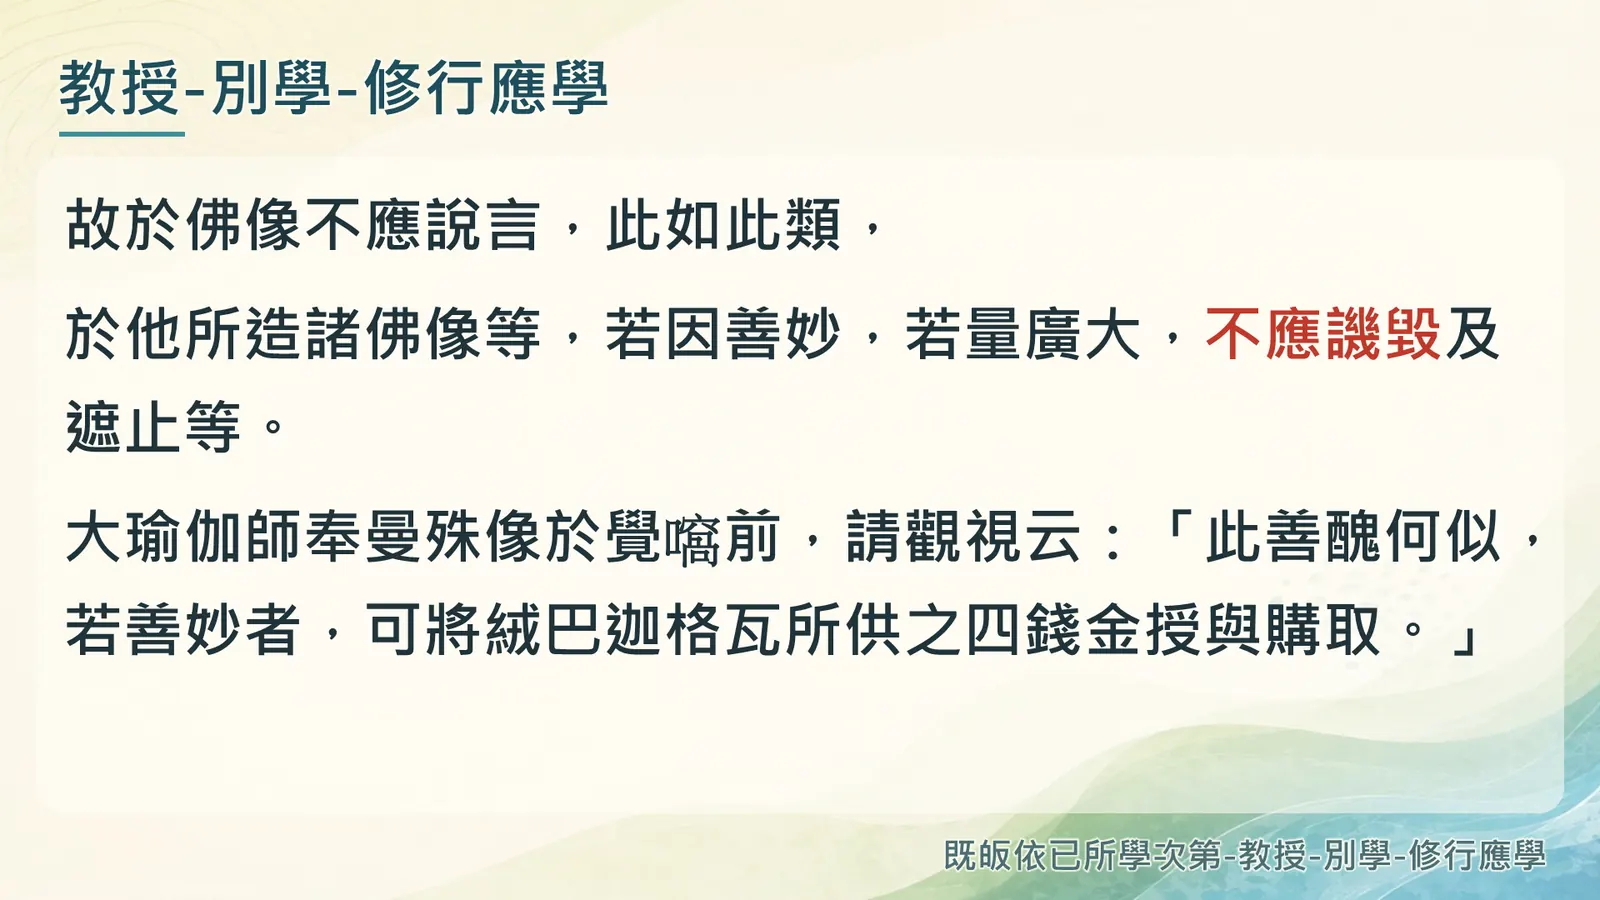 教授-別學-修行應學
故於佛像不應說言，此如此類，
於他所造諸佛像等，若因善妙，若量廣大，不應譏毀及
遮止等。
大瑜伽師奉曼殊像於覺㗙前，請觀視云：「此善醜何似，
若善妙者，可將絨巴迦格瓦所供之四錢金授與購取。」
既皈依已所學次第-教授-別學-修行應學